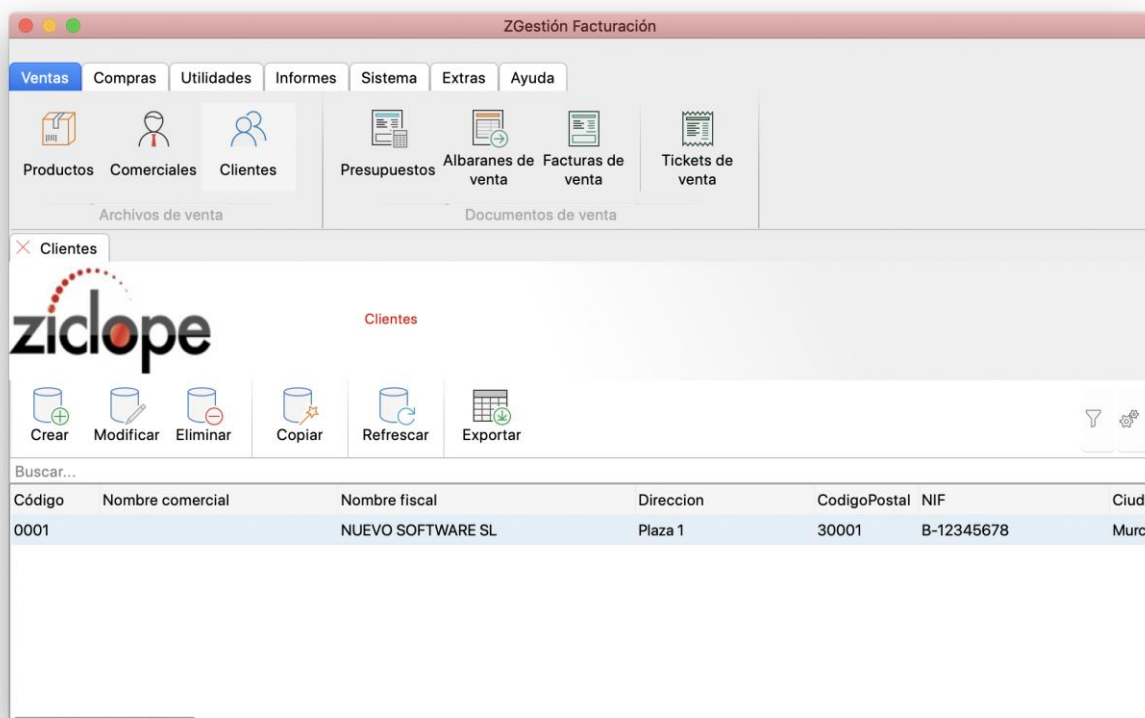 ZGestión Facturación
Ventas Compras Utilidades Informes Sistema Extras Ayuda
Productos Comerciales Clientes Presupuestos Albaranes de venta Facturas de venta Tickets de venta
Archivos de venta Documentos de venta
Clientes
ziclope
Clientes
Crear Modificar Eliminar Copiar Refrescar Exportar
Buscar...
Código Nombre comercial Nombre fiscal Direccion CodigoPostal NIF Ciud
0001 NUEVO SOFTWARE SL Plaza 1 30001 B-12345678 Murc